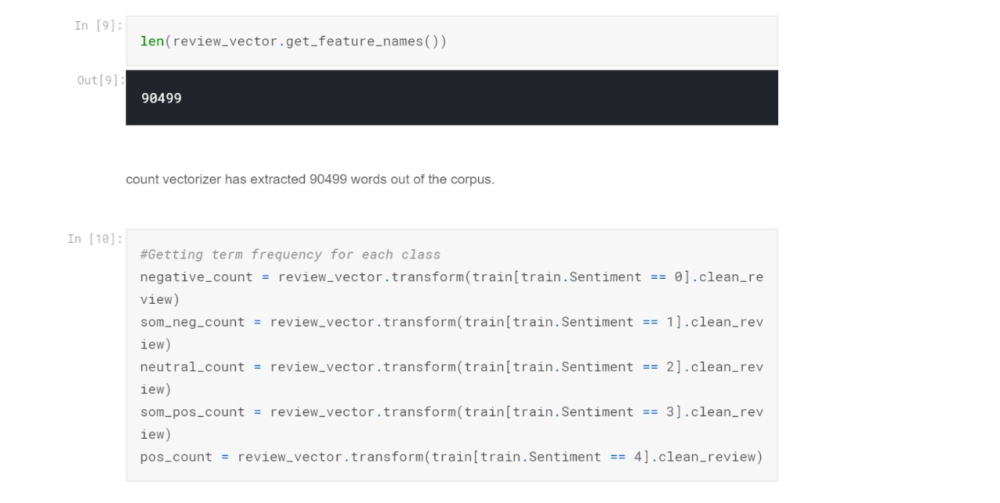 In [9]:
len(review_vector.get_feature_names())
Out[9]:
90499
count vectorizer has extracted 90499 words out of the corpus.
In [10]:
#Getting term frequency for each class
negative_count = review_vector.transform(train[train.Sentiment == 0].clean_re
view)
som_neg_count = review_vector.transform(train[train.Sentiment == 1].clean_rev
iew)
neutral_count = review_vector.transform(train[train.Sentiment == 2].clean_rev
iew)
som_pos_count = review_vector.transform(train[train.Sentiment == 3].clean_rev
iew)
pos_count = review_vector.transform(train[train.Sentiment == 4].clean_review)